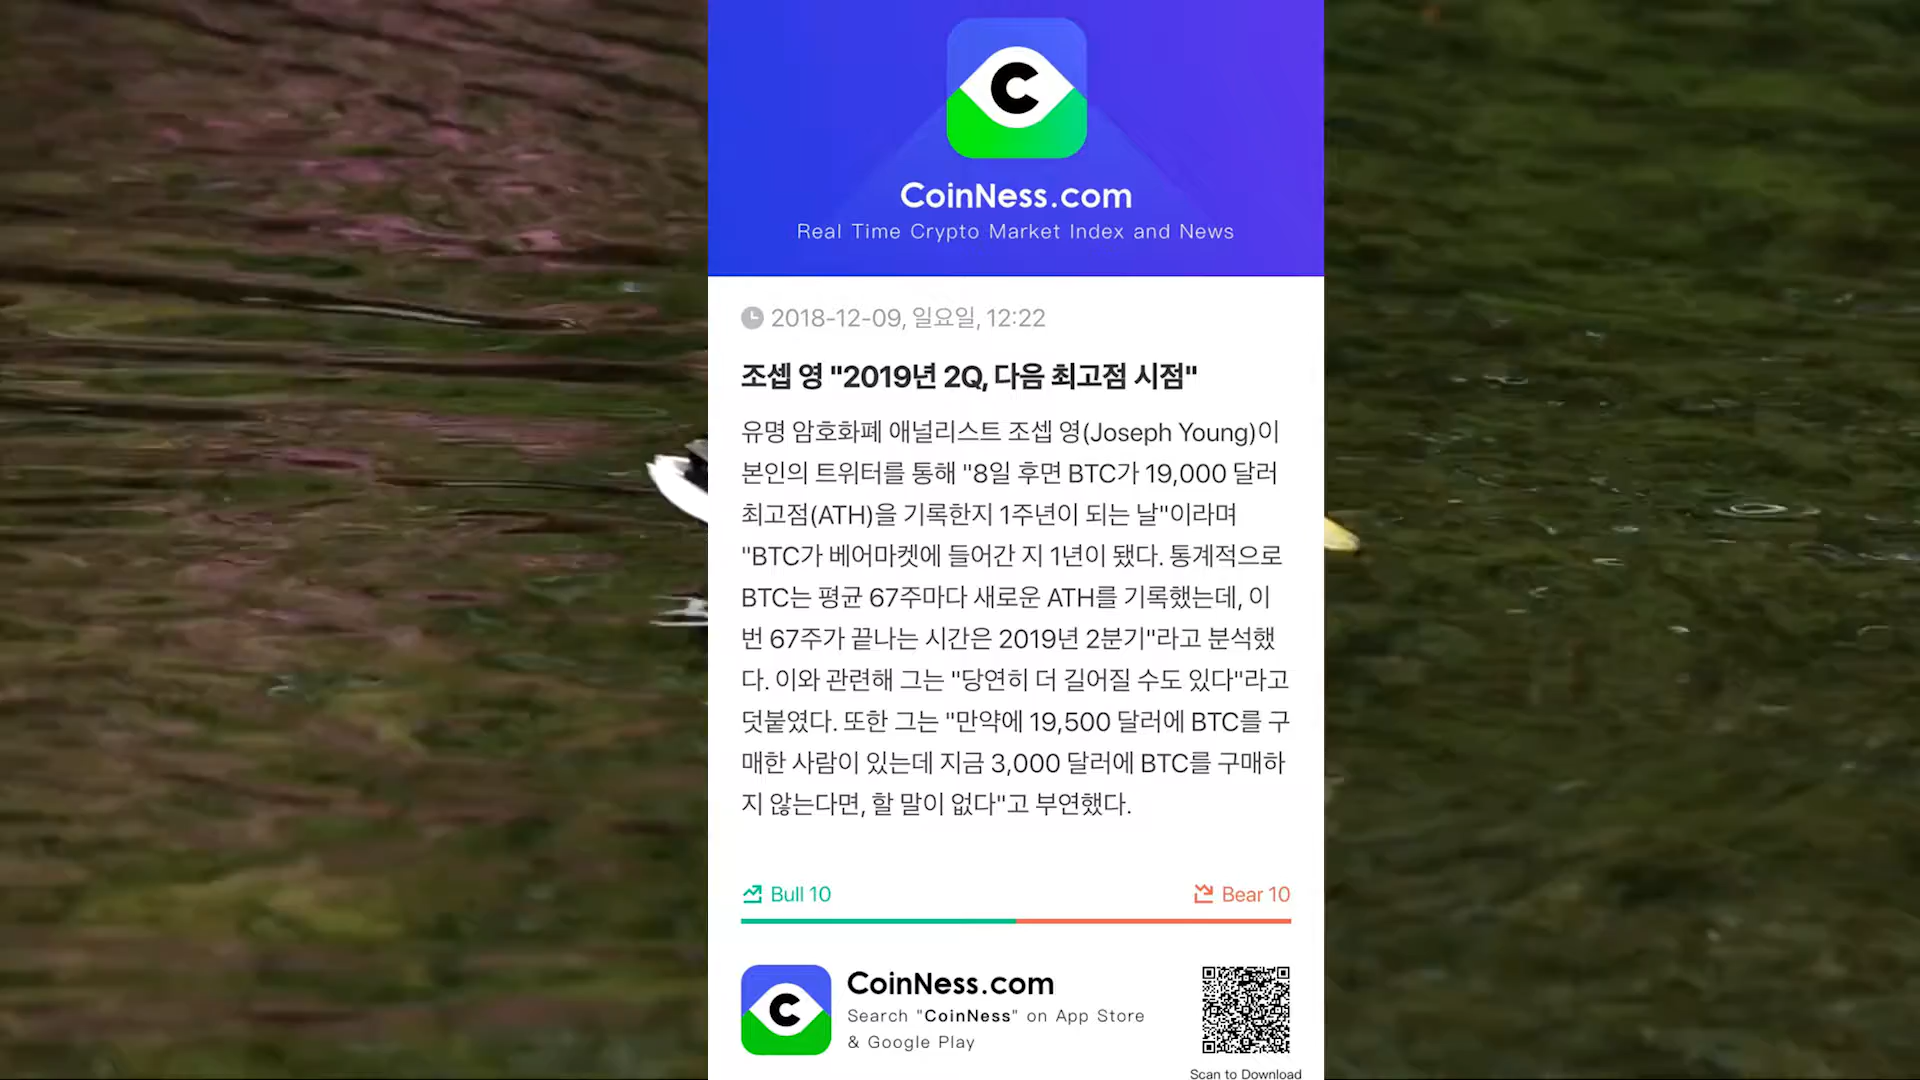 C
CoinNess.com
Real Time Crypto Market Index and News
2018-12-09, 일요일, 12:22
조셉 영 "2019년 2Q, 다음 최고점 시점"
유명 암호화폐 애널리스트 조셉 영(Joseph Young)이
본인의 트위터를 통해 "8일 후면 BTC가 19,000 달러
최고점(ATH)을 기록한지 1주년이 되는 날"이라며
"BTC가 베어마켓에 들어간 지 1년이 됐다. 통계적으로
BTC는 평균 67주마다 새로운 ATH를 기록했는데, 이
번 67주가 끝나는 시간은 2019년 2분기"라고 분석했
다. 이와 관련해 그는 "당연히 더 길어질 수도 있다"라고
덧붙였다. 또한 그는 "만약에 19,500 달러에 BTC를 구
매한 사람이 있는데 지금 3,000 달러에 BTC를 구매하
지 않는다면, 할 말이 없다"고 부연했다.
Bull 10
Bear 10
C
CoinNess.com
Search "CoinNess" on App Store
& Google Play
Scan to Download